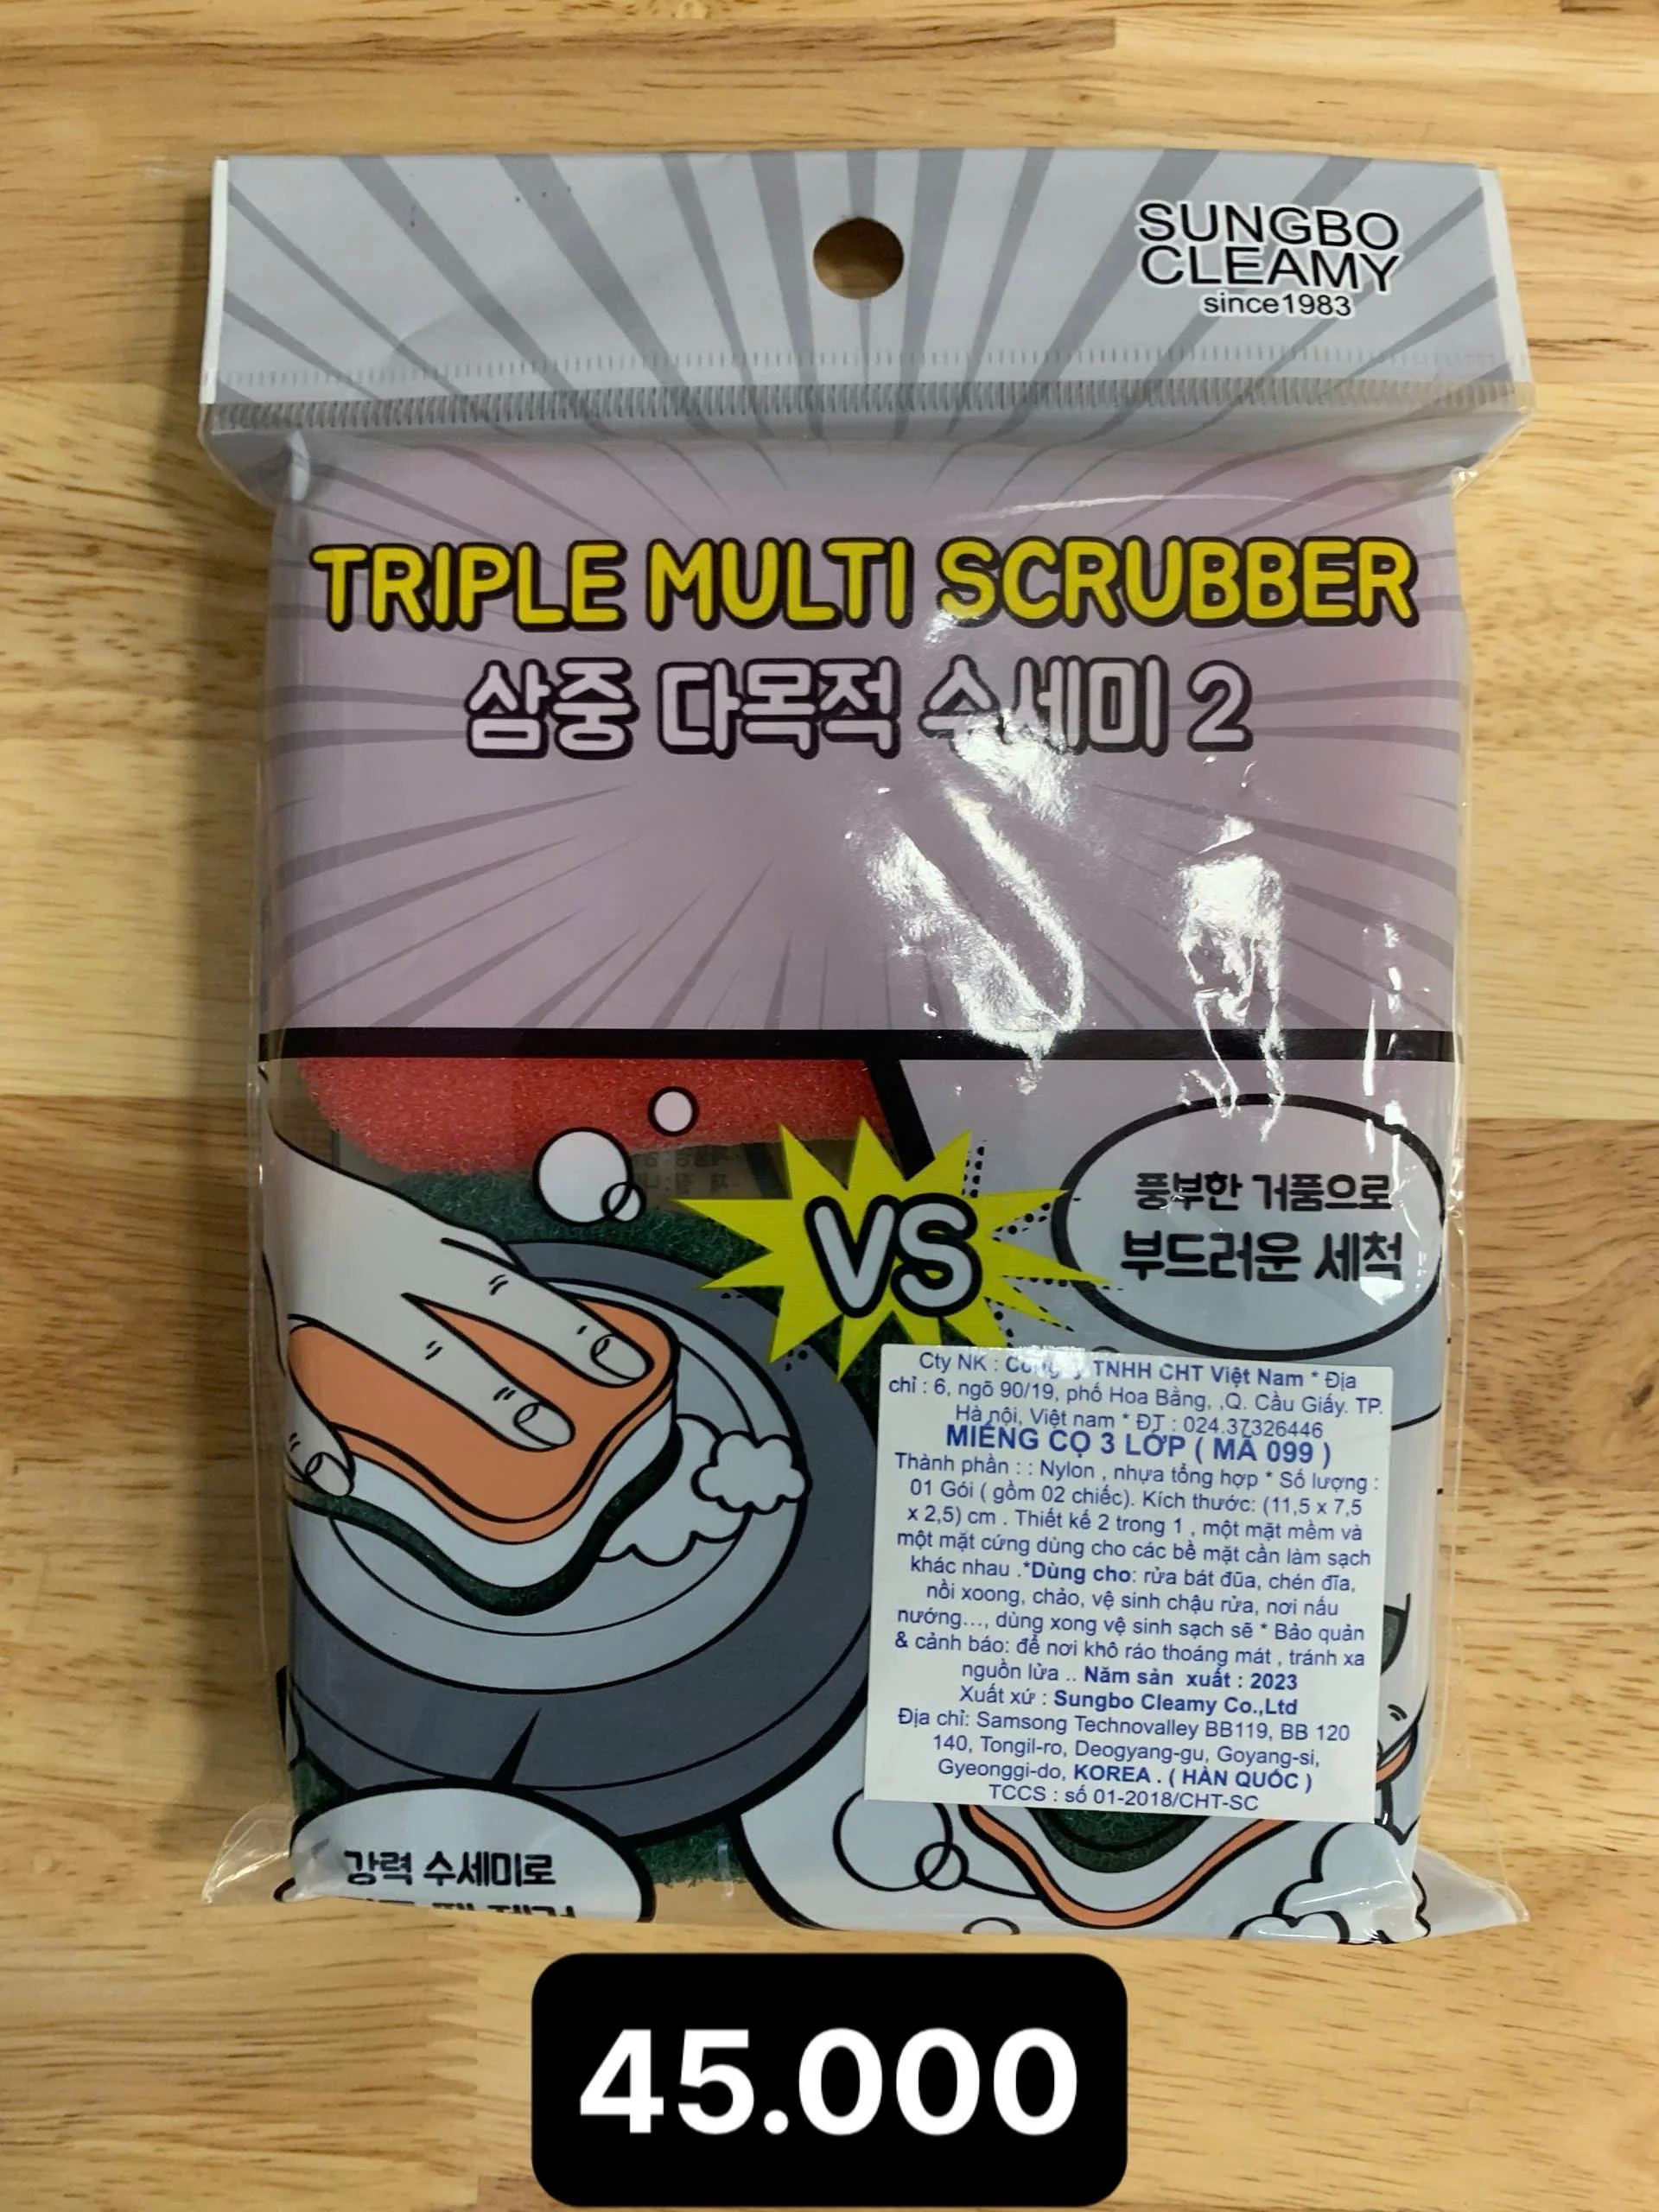 SUNGBO
CLEAMY
since1983
TRIPLE MULTI SCRUBBER
삼중 다목적 수세미 2
VS
풍부한 거품으로
부드러운 세척
Cty NK : TNHH CHT Việt Nam * Địa
chỉ : 6, ngõ 90/19, phố Hoa Bằng, ,Q. Cầu Giấy. TP.
Hà nội, Việt nam * ĐT : 024.37326446
MIẾNG CỌ 3 LỚP ( MÃ 099 )
Thành phần : : Nylon , nhựa tổng hợp * Số lượng :
01 Gói ( gồm 02 chiếc). Kích thước: (11,5 x 7,5
x 2,5) cm . Thiết kế 2 trong 1 , một mặt mềm và
một mặt cứng dùng cho các bề mặt cần làm sạch
khác nhau .*Dùng cho: rửa bát đũa, chén đĩa,
nồi xoong, chảo, vệ sinh chậu rửa, nơi nấu
nướng..., dùng xong vệ sinh sạch sẽ * Bảo quản
& cảnh báo: để nơi khô ráo thoáng mát , tránh xa
nguồn lửa .. Năm sản xuất : 2023
Xuất xứ : Sungbo Cleamy Co.,Ltd
Địa chỉ: Samsong Technovalley BB119, BB 120
140, Tongil-ro, Deogyang-gu, Goyang-si,
Gyeonggi-do, KOREA . ( HÀN QUỐC )
TCCS : số 01-2018/CHT-SC
강력 수세미로
45.000